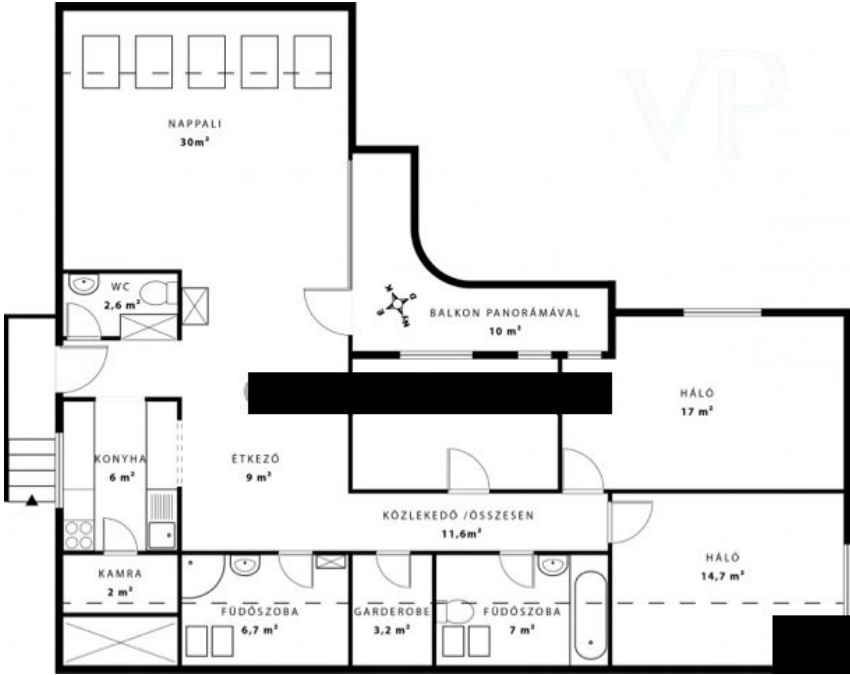 VP
NAPPALI
30m²
WC
2,6 m²
K
D
É
NY
BALKON PANORÁMÁVAL
10 m²
HÁLÓ
17 m²
KONYHA
6 m²
ÉTKEZŐ
9 m²
KÖZLEKEDŐ /ÖSSZESEN
11,6m²
HÁLÓ
14,7 m²
KAMRA
2 m²
FÜDŐSZOBA
6,7 m²
GARDEROBE
3,2 m²
FÜDŐSZOBA
7 m²